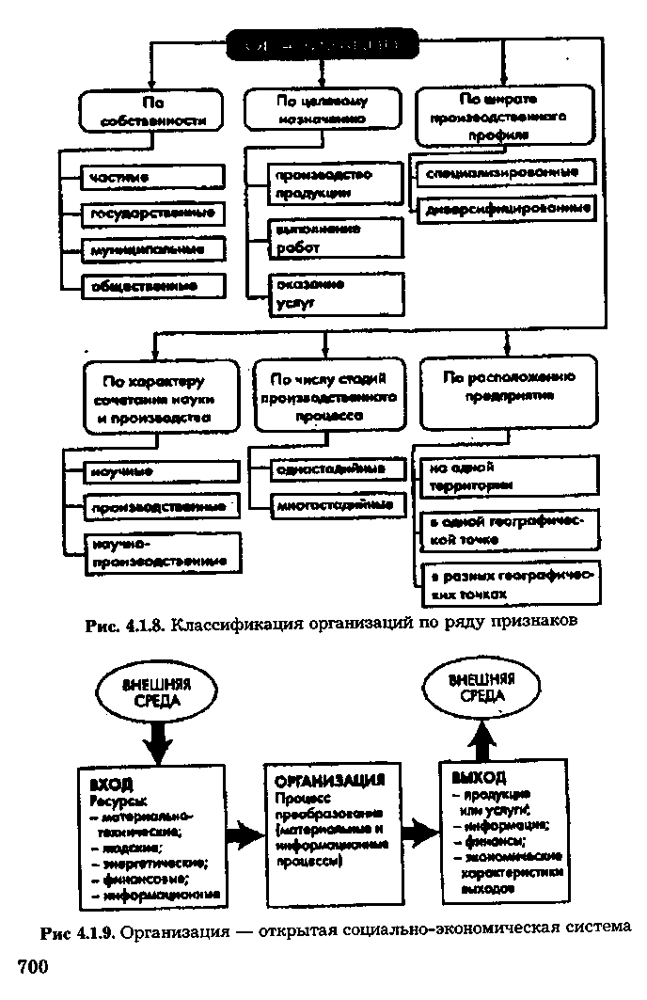 По
собственности
По целевому
назначению
По широте
производственного
профиля
частные
государственные
муниципальные
общественные
производство
продукции
выполнение
работ
оказание
услуг
специализированные
диверсифицированные
По характеру
сочетания науки
и производства
По числу стадий
производственного
процесса
По расположению
предприятия
научные
производственные
научно-
производственные
одностадийные
многостадийные
на одной
территории
в одной географичес-
кой точке
в разных географичес-
ких точках
Рис. 4.1.8. Классификация организаций по ряду признаков
ВНЕШНЯЯ
СРЕДА
ВНЕШНЯЯ
СРЕДА
ВХОД
Ресурсы:
– материально-
технические;
– людские;
– энергетические;
– финансовые;
– информационные
ОРГАНИЗАЦИЯ
Процесс
преобразования
(материальные и
информационные
процессы)
ВЫХОД
– продукция
или услуги;
– информация;
– финансы;
– экономические
характеристики
выходов
Рис 4.1.9. Организация — открытая социально-экономическая система
700